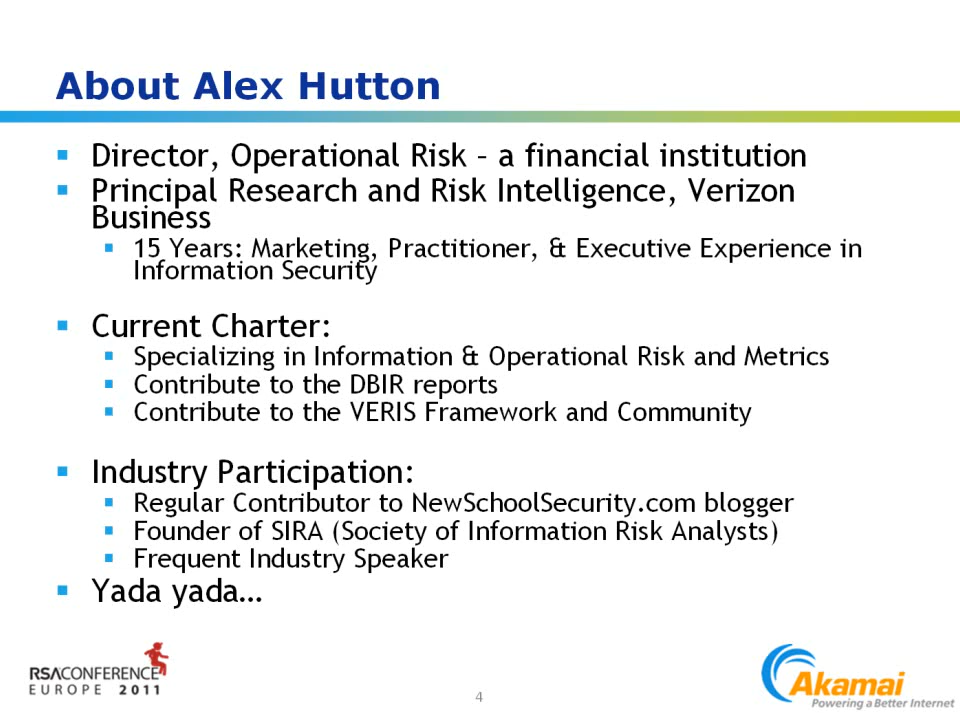 About Alex Hutton
▪ Director, Operational Risk – a financial institution
▪ Principal Research and Risk Intelligence, Verizon
Business
▪ 15 Years: Marketing, Practitioner, & Executive Experience in
Information Security
▪ Current Charter:
▪ Specializing in Information & Operational Risk and Metrics
▪ Contribute to the DBIR reports
▪ Contribute to the VERIS Framework and Community
▪ Industry Participation:
▪ Regular Contributor to NewSchoolSecurity.com blogger
▪ Founder of SIRA (Society of Information Risk Analysts)
▪ Frequent Industry Speaker
▪ Yada yada…
RSACONFERENCE
EUROPE 2011
4
Akamai
Powering a Better Internet